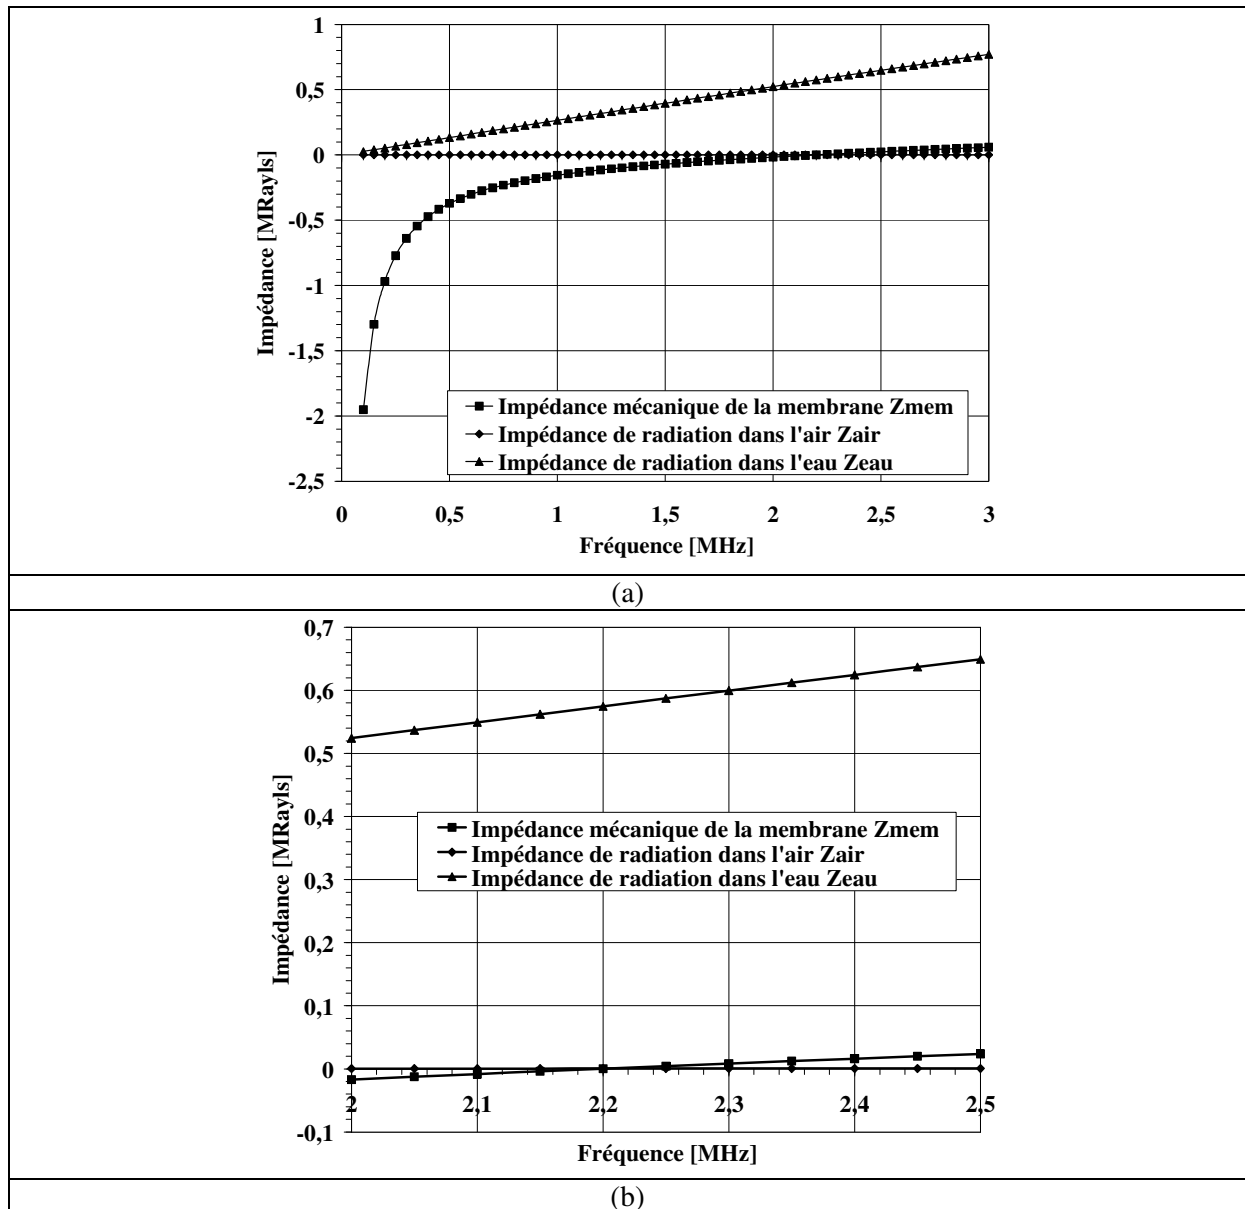 1
0,5
0
-0,5
-1
-1,5
-2
-2,5
Impédance [MRayls]
Impédance mécanique de la membrane Zmem
Impédance de radiation dans l'air Zair
Impédance de radiation dans l'eau Zeau
0 0,5 1 1,5 2 2,5 3
Fréquence [MHz]
(a)
0,7
0,6
0,5
0,4
0,3
0,2
0,1
0
-0,1
Impédance [MRayls]
Impédance mécanique de la membrane Zmem
Impédance de radiation dans l'air Zair
Impédance de radiation dans l'eau Zeau
2 2,1 2,2 2,3 2,4 2,5
Fréquence [MHz]
(b)